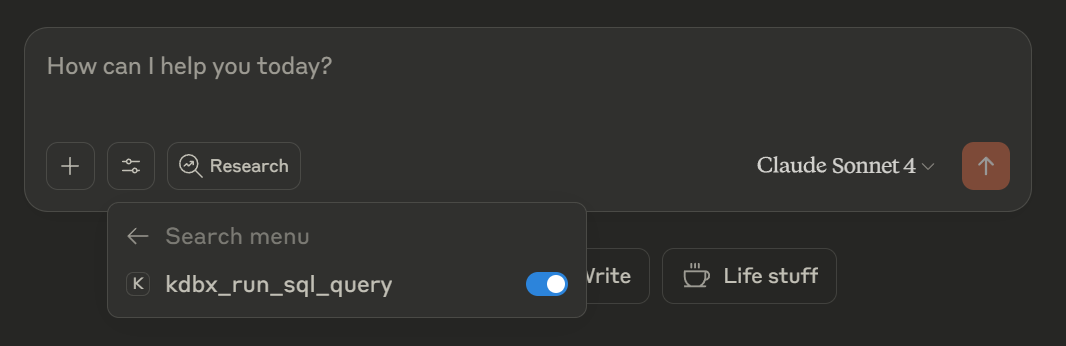 How can I help you today?
Research
Claude Sonnet 4
Search menu
K kdbx_run_sql_query
Write
Life stuff